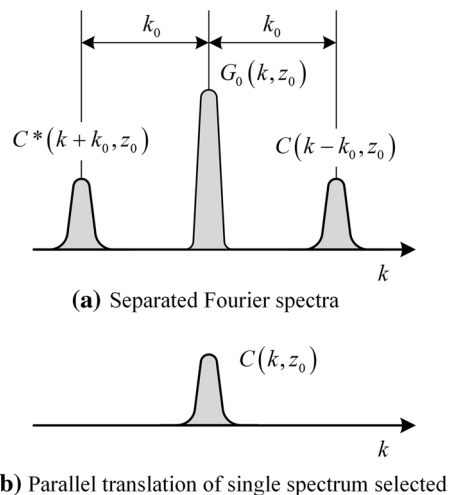 k₀ k₀
G₀(k, z₀)
C*(k + k₀, z₀) C(k − k₀, z₀)
k
(a) Separated Fourier spectra
C(k, z₀)
k
b) Parallel translation of single spectrum selected